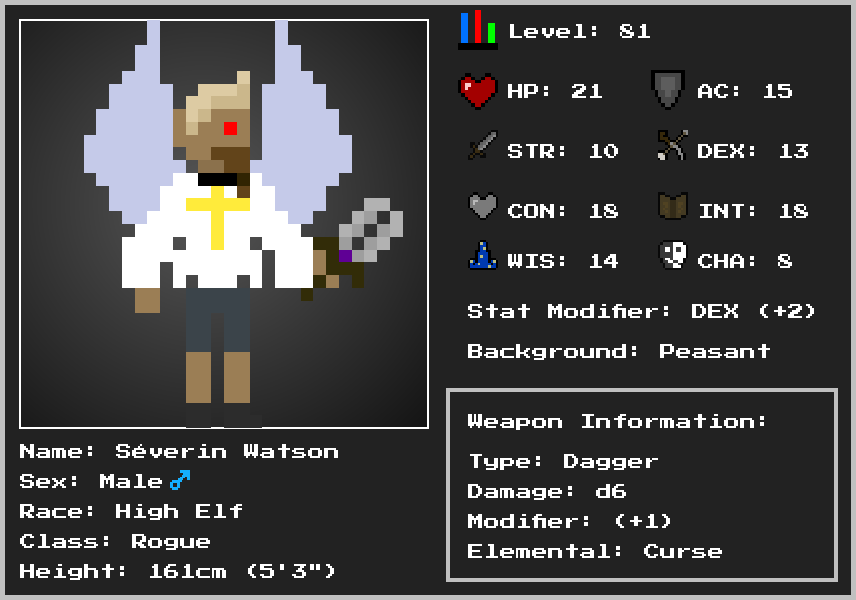 Level: 81
HP: 21
AC: 15
STR: 10
DEX: 13
CON: 18
INT: 18
WIS: 14
CHA: 8
Stat Modifier: DEX (+2)
Background: Peasant
Weapon Information:
Type: Dagger
Damage: d6
Modifier: (+1)
Elemental: Curse
Name: Séverin Watson
Sex: Male♂
Race: High Elf
Class: Rogue
Height: 161cm (5'3")